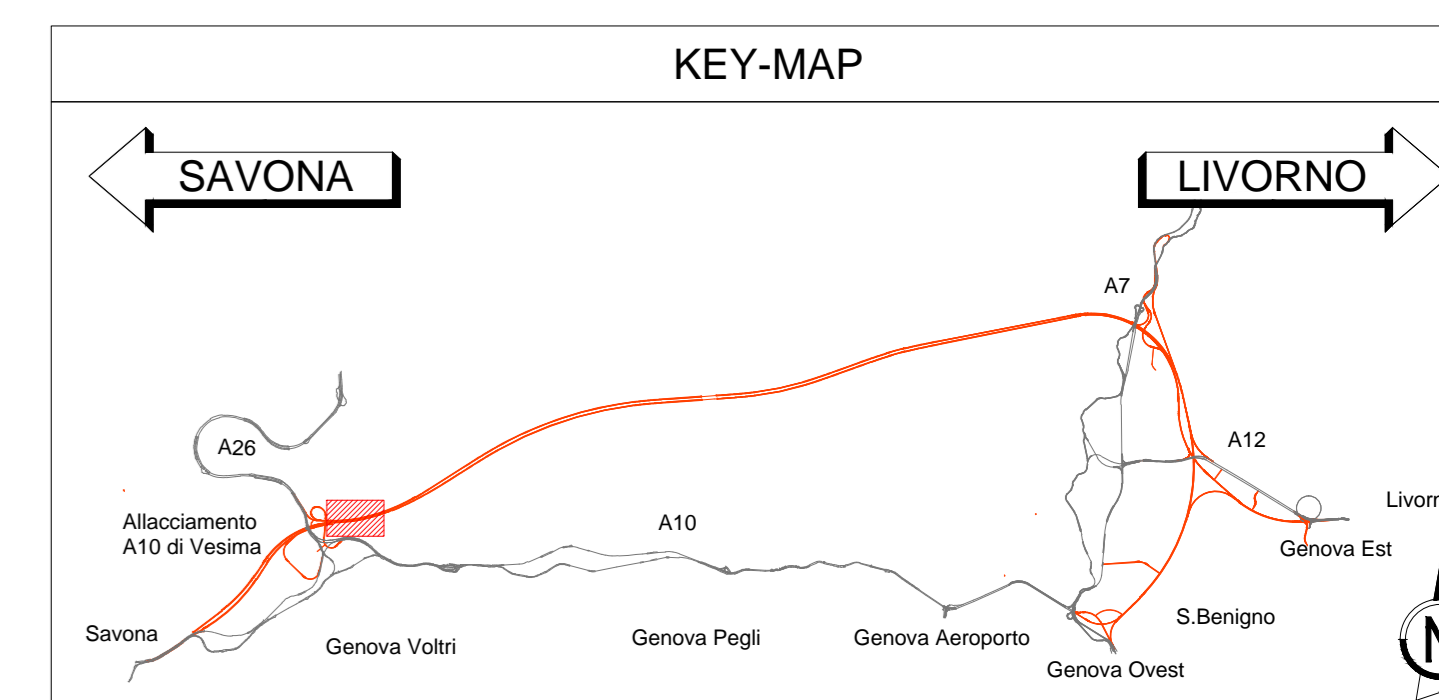 KEY-MAP
SAVONA
LIVORNO
A7
A26
A12
Allacciamento
A10 di Vesima
A10
Genova Est
S.Benigno
Savona
Genova Voltri
Genova Pegli
Genova Aeroporto
Genova Ovest